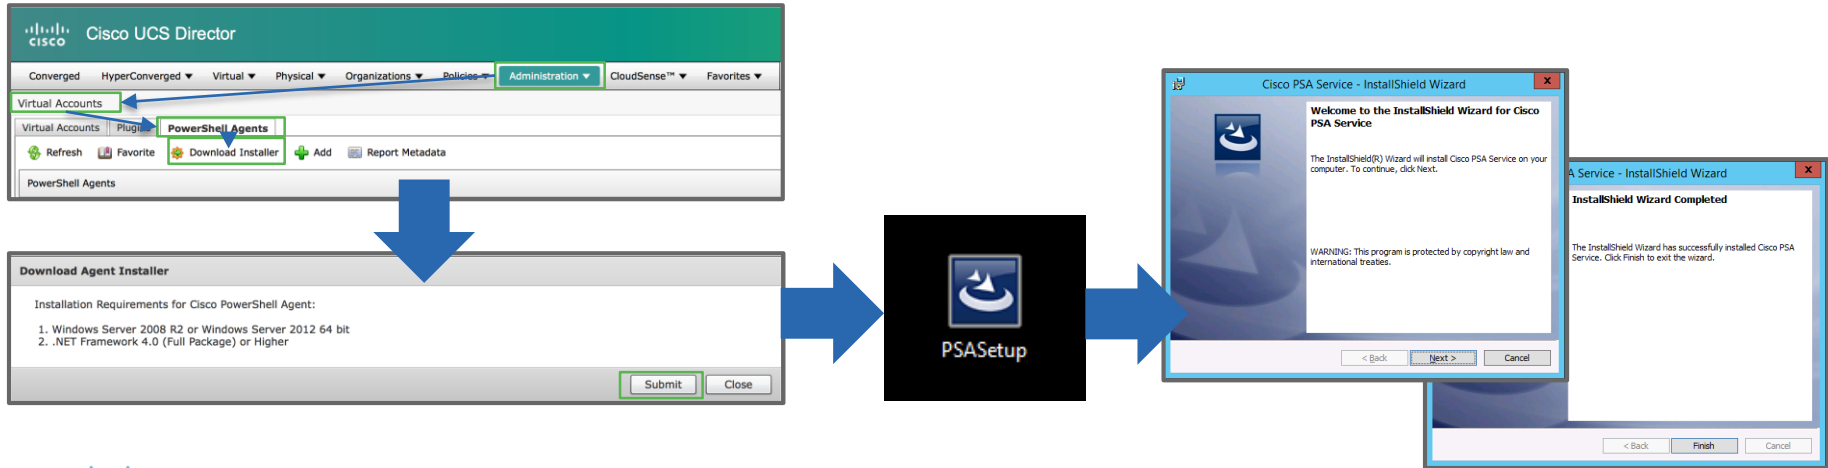 CISCO
Cisco UCS Director
Converged HyperConverged ▼ Virtual ▼ Physical ▼ Organizations ▼ Policies ▼ Administration ▼ CloudSense™ ▼ Favorites ▼
Virtual Accounts
Virtual Accounts Plugins PowerShell Agents
Refresh Favorite Download Installer Add Report Metadata
PowerShell Agents
Download Agent Installer
Installation Requirements for Cisco PowerShell Agent:
1. Windows Server 2008 R2 or Windows Server 2012 64 bit
2. .NET Framework 4.0 (Full Package) or Higher
Submit Close
PSASetup
Cisco PSA Service - InstallShield Wizard x
Welcome to the InstallShield Wizard for Cisco
PSA Service
The InstallShield(R) Wizard will install Cisco PSA Service on your
computer. To continue, click Next.
WARNING: This program is protected by copyright law and
international treaties.
< Back Next > Cancel
A Service - InstallShield Wizard x
InstallShield Wizard Completed
The InstallShield Wizard has successfully installed Cisco PSA
Service. Click Finish to exit the wizard.
< Back Finish Cancel